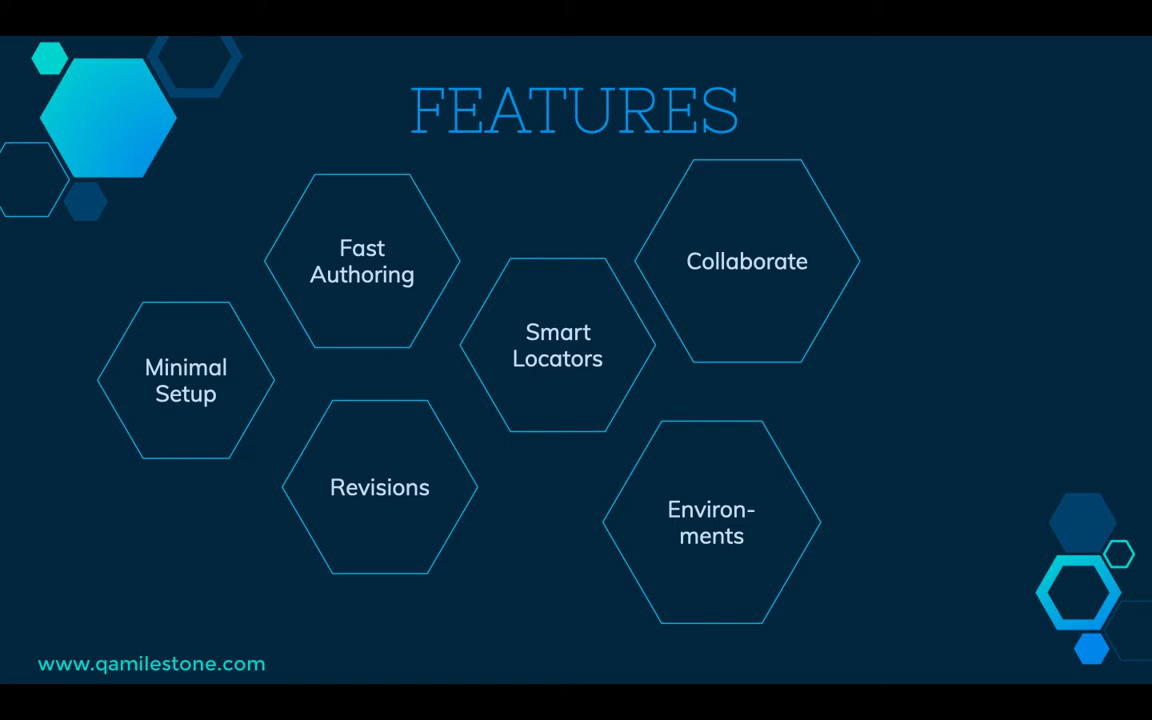 FEATURES
Fast
Authoring
Collaborate
Smart
Locators
Minimal
Setup
Revisions
Environ-
ments
www.qamilestone.com